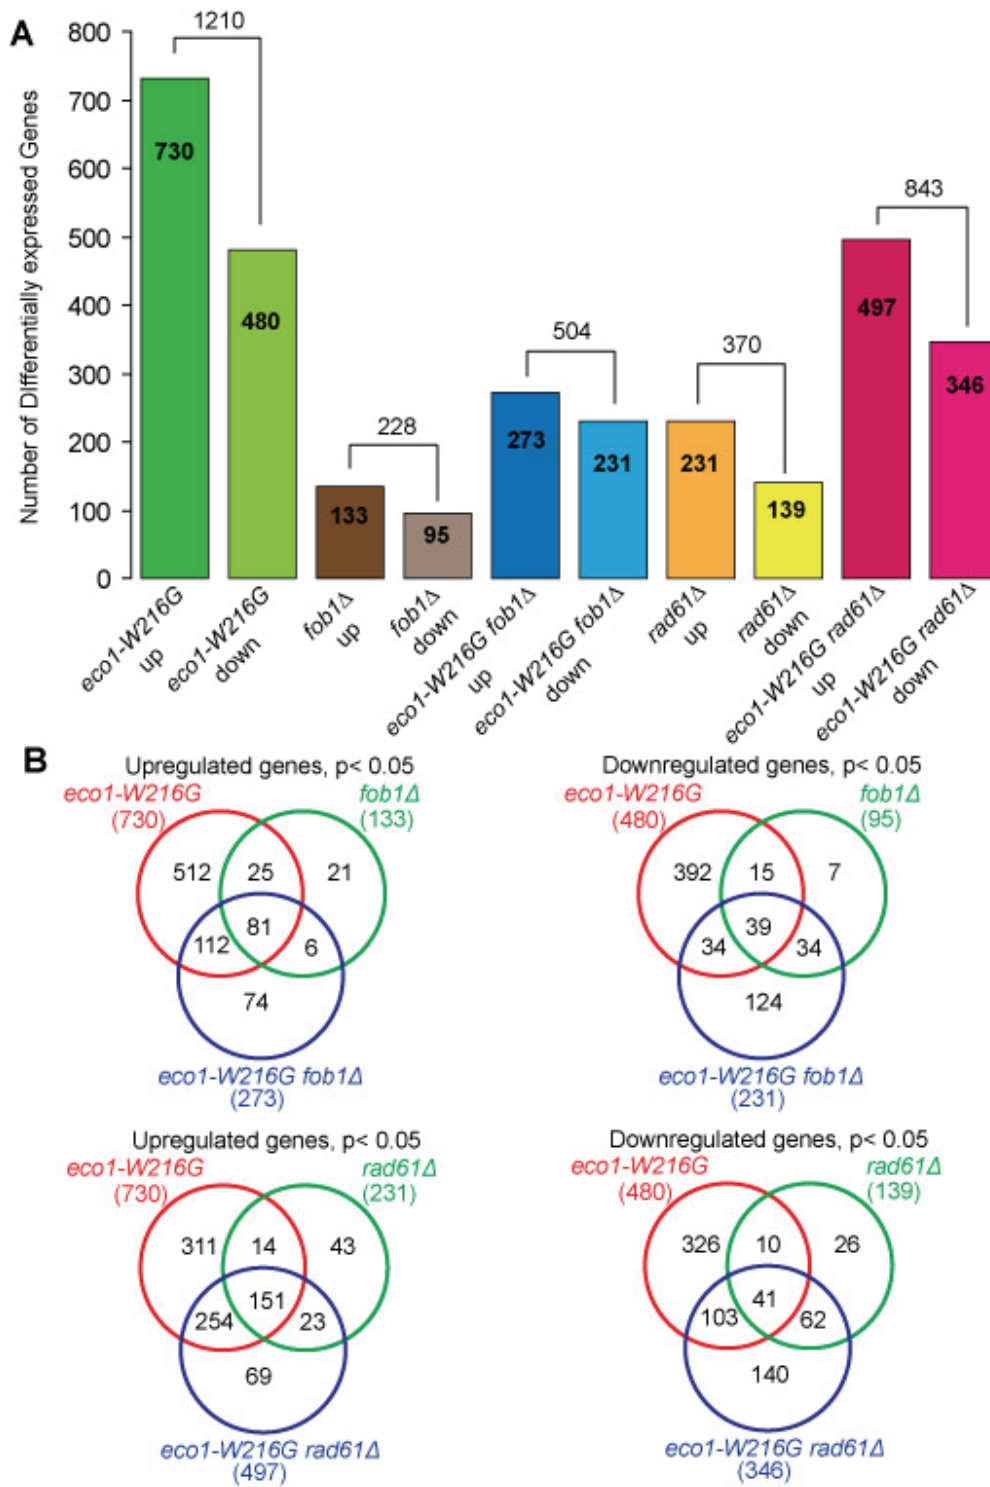 A
Number of DIfferentially expressed Genes
800
700
600
500
400
300
200
100
0
1210
228
504
370
843
730
480
133
95
273
231
231
139
497
346
eco1-W216G
up
eco1-W216G
down
fob1Δ
up
fob1Δ
down
eco1-W216G fob1Δ
up
eco1-W216G fob1Δ
down
rad61Δ
up
rad61Δ
down
eco1-W216G rad61Δ
up
eco1-W216G rad61Δ
down
B
Upregulated genes, p< 0.05
eco1-W216G
(730)
fob1Δ
(133)
512
25
21
81
112
6
74
eco1-W216G fob1Δ
(273)
Downregulated genes, p< 0.05
eco1-W216G
(480)
fob1Δ
(95)
392
15
7
39
34
34
124
eco1-W216G fob1Δ
(231)
Upregulated genes, p< 0.05
eco1-W216G
(730)
rad61Δ
(231)
311
14
43
151
254
23
69
eco1-W216G rad61Δ
(497)
Downregulated genes, p< 0.05
eco1-W216G
(480)
rad61Δ
(139)
326
10
26
41
103
62
140
eco1-W216G rad61Δ
(346)